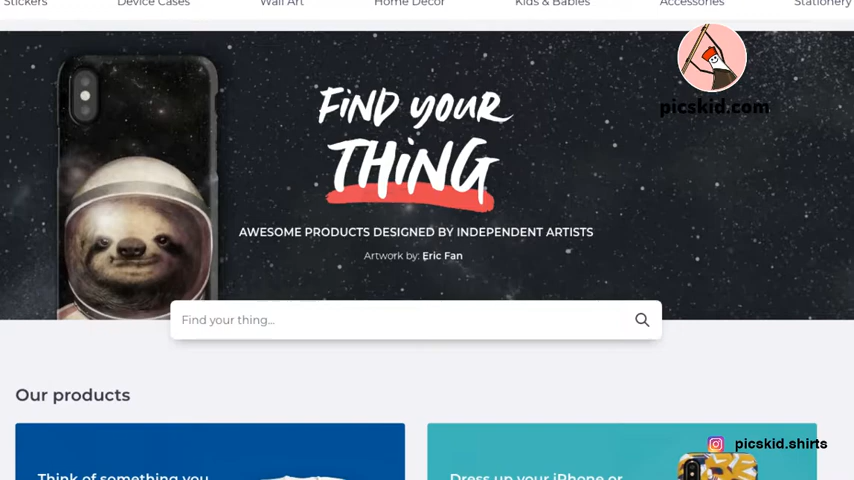 Stickers Device Cases Wall Art Home Decor Kids & Babies Accessories Stationery
picskid.com
FiND YOUR
THiNG
AWESOME PRODUCTS DESIGNED BY INDEPENDENT ARTISTS
Artwork by: Eric Fan
Find your thing...
Our products
picskid.shirts
Think of something you
Dress up your iPhone or